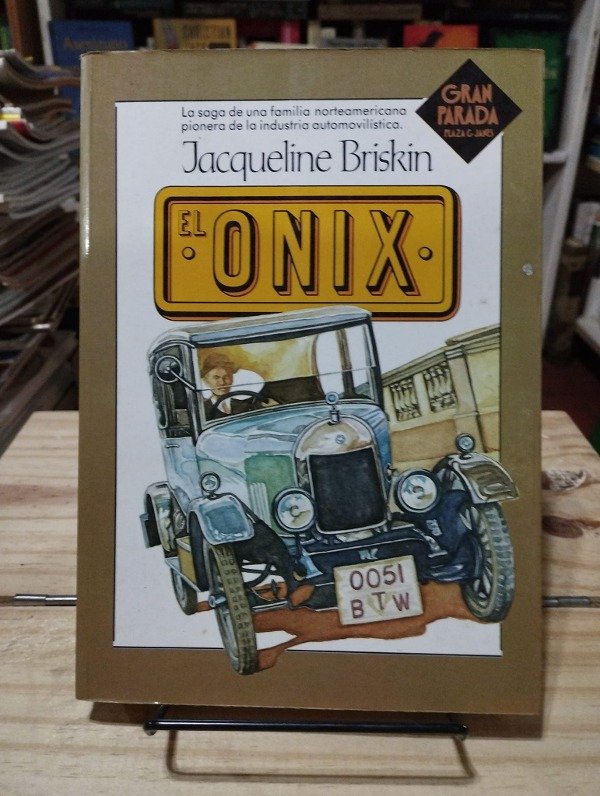 La saga de una familia norteamericana
pionera de la industria automovilística.
GRAN
PARADA
PLAZA & JANES
Jacqueline Briskin
EL
ONIX
0051
BTW